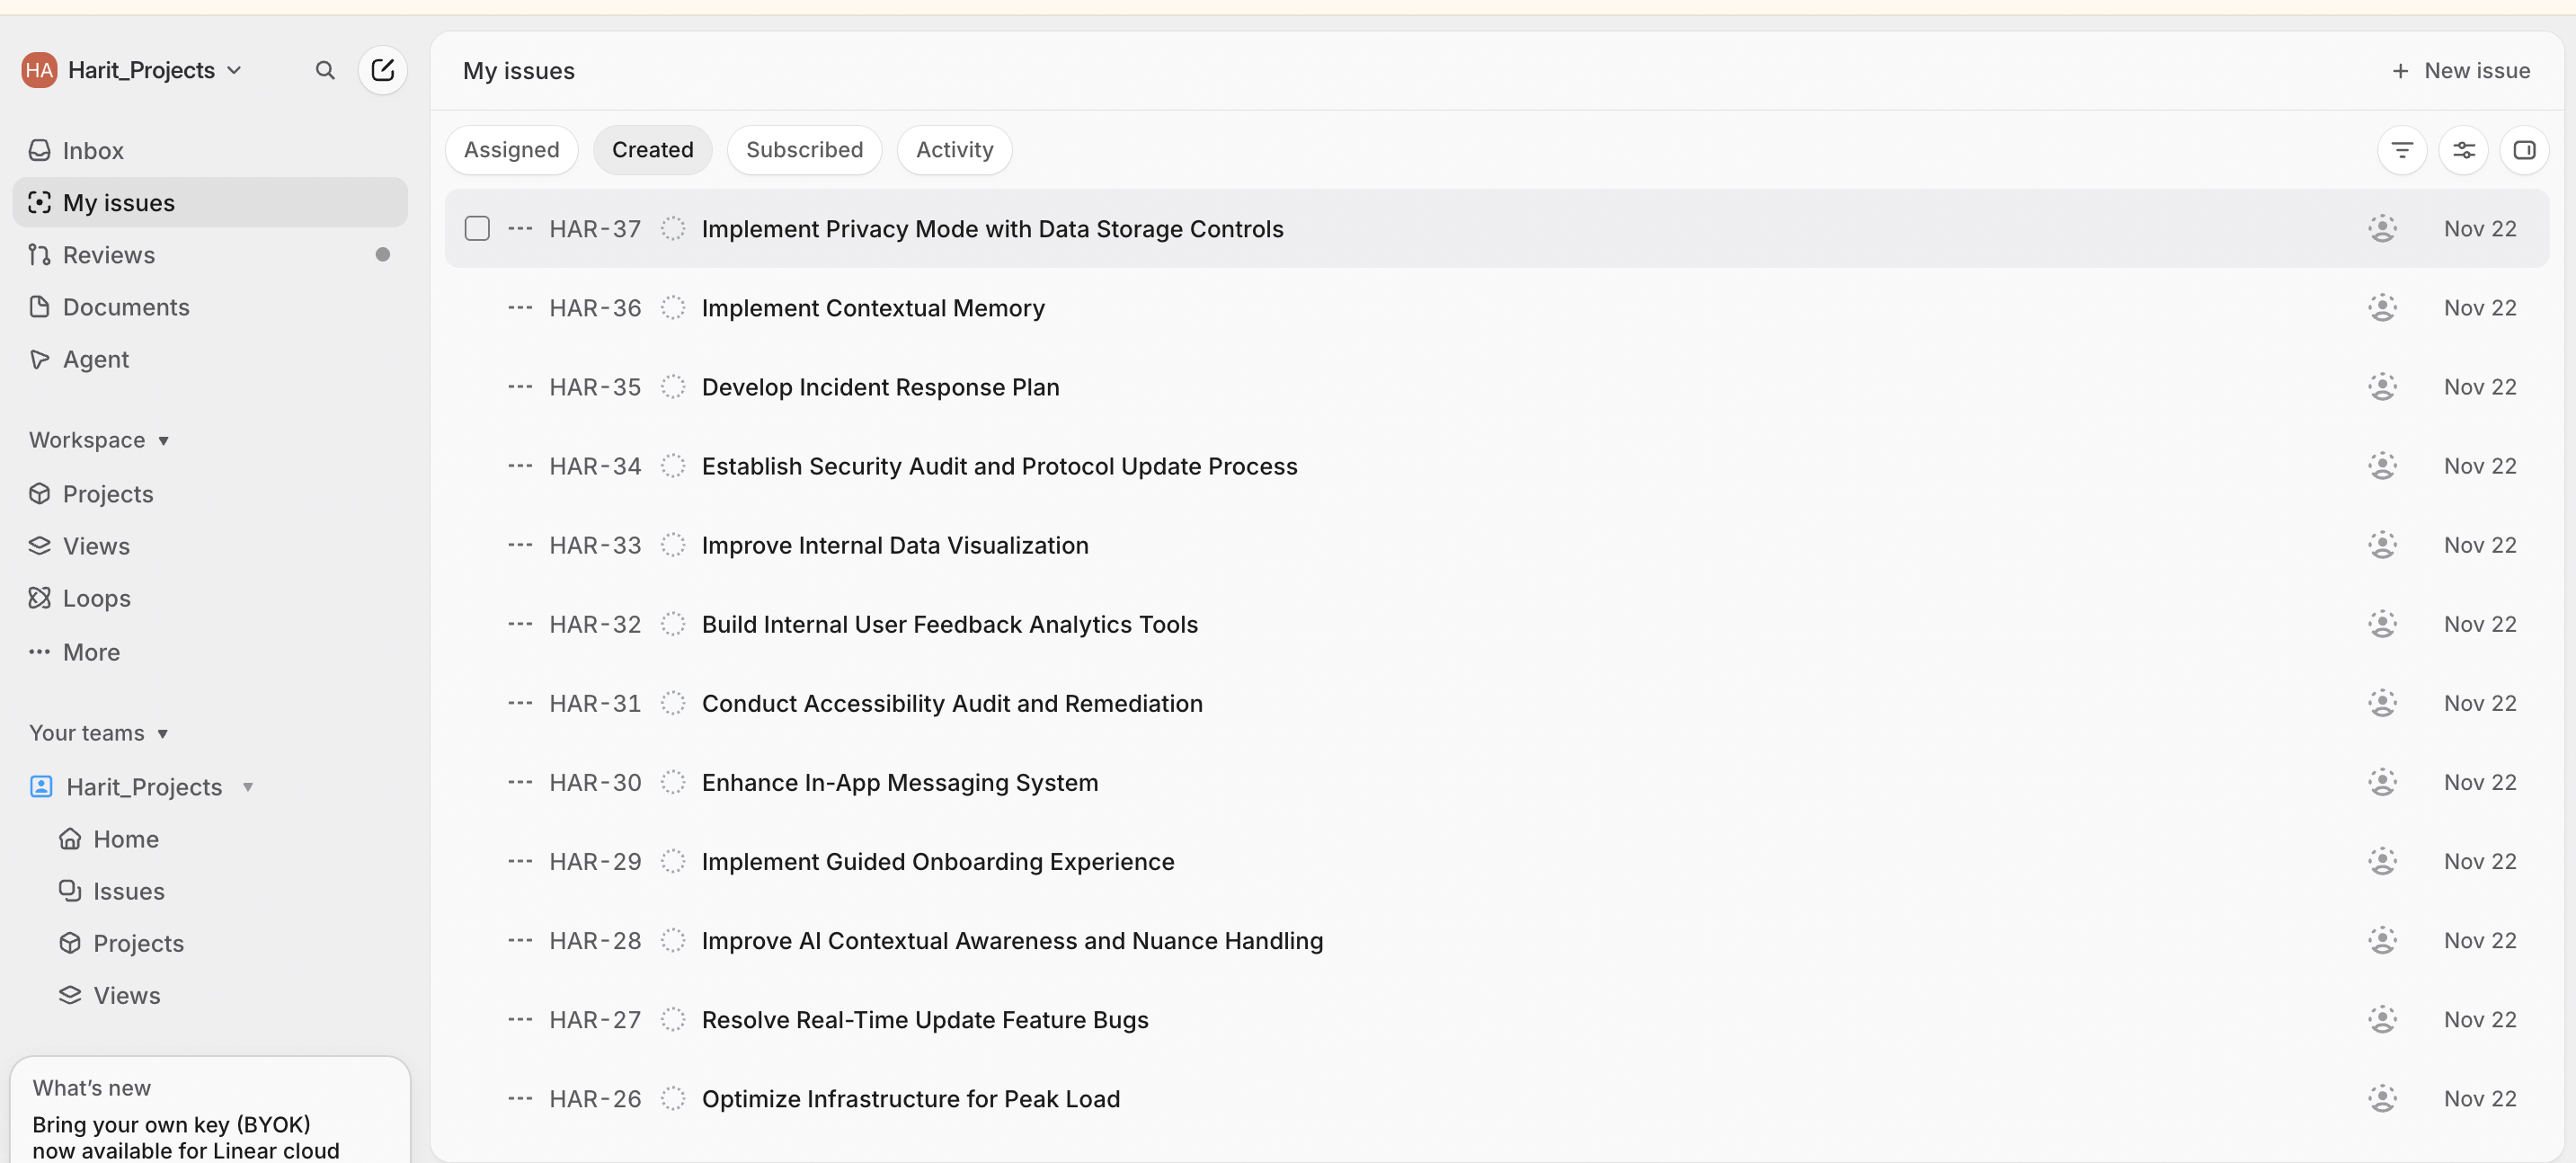 HA Harit_Projects
Inbox
My issues
Reviews
Documents
Agent
Workspace
Projects
Views
Loops
More
Your teams
Harit_Projects
Home
Issues
Projects
Views
What's new
Bring your own key (BYOK)
now available for Linear cloud
My issues
New issue
Assigned Created Subscribed Activity
HAR-37 Implement Privacy Mode with Data Storage Controls Nov 22
HAR-36 Implement Contextual Memory Nov 22
HAR-35 Develop Incident Response Plan Nov 22
HAR-34 Establish Security Audit and Protocol Update Process Nov 22
HAR-33 Improve Internal Data Visualization Nov 22
HAR-32 Build Internal User Feedback Analytics Tools Nov 22
HAR-31 Conduct Accessibility Audit and Remediation Nov 22
HAR-30 Enhance In-App Messaging System Nov 22
HAR-29 Implement Guided Onboarding Experience Nov 22
HAR-28 Improve AI Contextual Awareness and Nuance Handling Nov 22
HAR-27 Resolve Real-Time Update Feature Bugs Nov 22
HAR-26 Optimize Infrastructure for Peak Load Nov 22